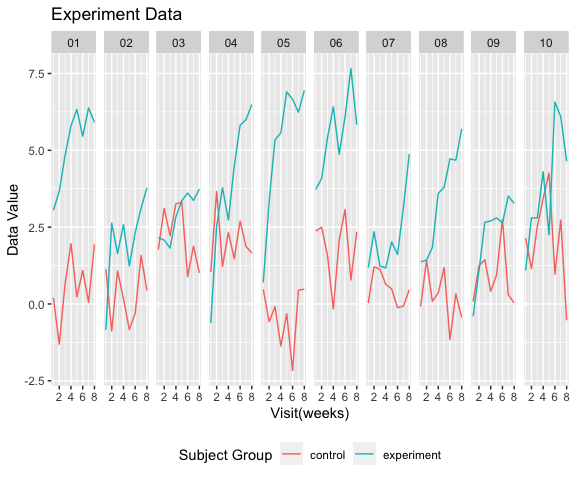 Experiment Data
01 02 03 04 05 06 07 08 09 10
7.5
5.0
2.5
0.0
-2.5
Data Value
2 4 6 8 2 4 6 8 2 4 6 8 2 4 6 8 2 4 6 8 2 4 6 8 2 4 6 8 2 4 6 8 2 4 6 8 2 4 6 8
Visit(weeks)
Subject Group control experiment